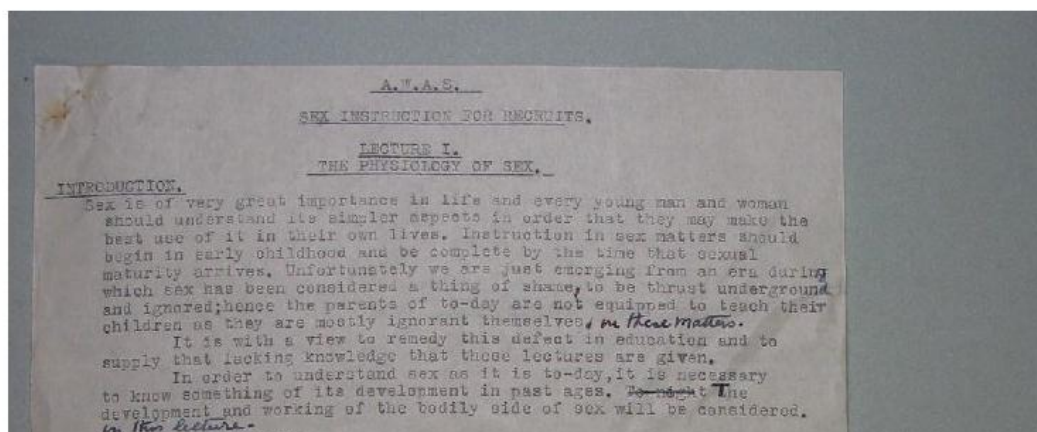 A.W.A.S.
SEX INSTRUCTION FOR RECRUITS.
LECTURE I.
THE PHYSIOLOGY OF SEX.
INTRODUCTION.
Sex is of very great importance in life and every young man and woman
should understand its simpler aspects in order that they may make the
best use of it in their own lives. Instruction in sex matters should
begin in early childhood and be complete by the time that sexual
maturity arrives. Unfortunately we are just emerging from an era during
which sex has been considered a thing of shame, to be thrust underground
and ignored;hence the parents of to-day are not equipped to teach their
children as they are mostly ignorant themselves, in these matters.
It is with a view to remedy this defect in education and to
supply that lacking knowledge that these lectures are given.
In order to understand sex as it is to-day,it is necessary
to know something of its development in past ages. To-night The
development and working of the bodily side of sex will be considered.
in this lecture.